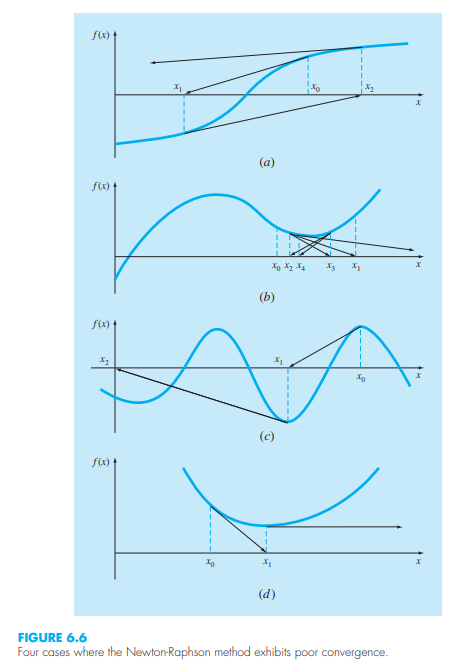 f(x)
x₁
x₀
x₂
x
(a)
f(x)
x₀ x₂ x₄ x₃ x₁ x
(b)
f(x)
x₂
x₁
x₀
x
(c)
f(x)
x₀ x₁ x
(d)
FIGURE 6.6
Four cases where the Newton-Raphson method exhibits poor convergence.